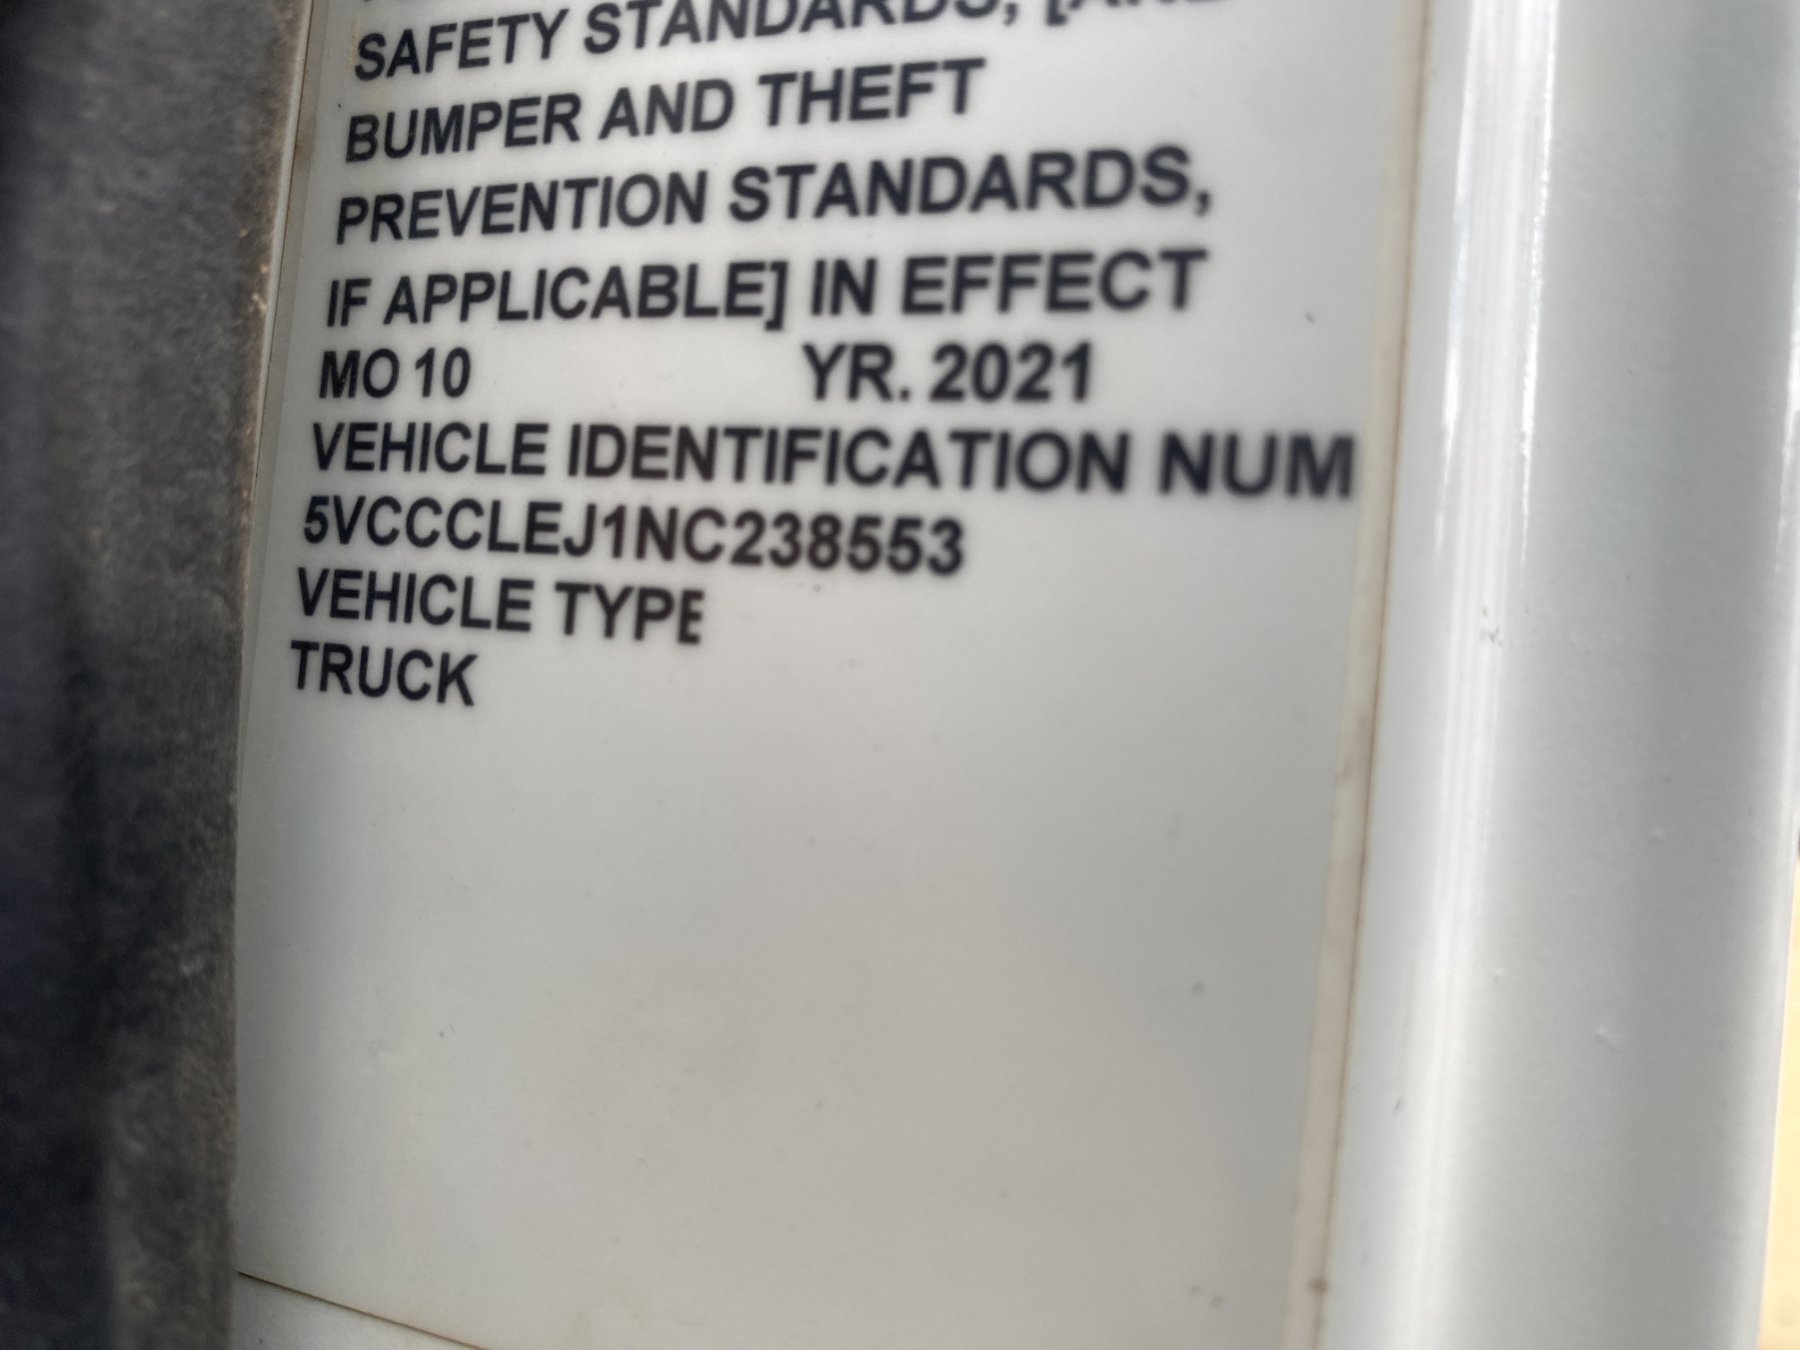 SAFETY STANDARDS, [AND
BUMPER AND THEFT
PREVENTION STANDARDS,
IF APPLICABLE] IN EFFECT
MO 10 YR. 2021
VEHICLE IDENTIFICATION NUM
5VCCCLEJ1NC238553
VEHICLE TYPE
TRUCK